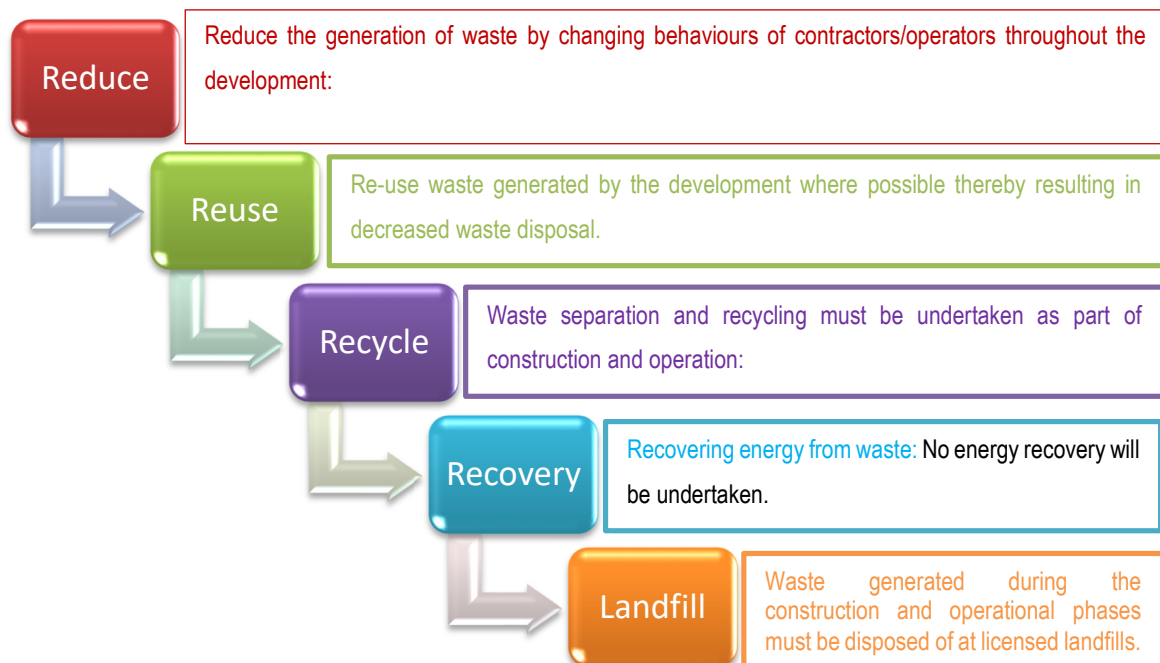 Reduce
Reduce the generation of waste by changing behaviours of contractors/operators throughout the
development:
Reuse
Re-use waste generated by the development where possible thereby resulting in
decreased waste disposal.
Recycle
Waste separation and recycling must be undertaken as part of
construction and operation:
Recovery
Recovering energy from waste: No energy recovery will
be undertaken.
Landfill
Waste generated during the
construction and operational phases
must be disposed of at licensed landfills.